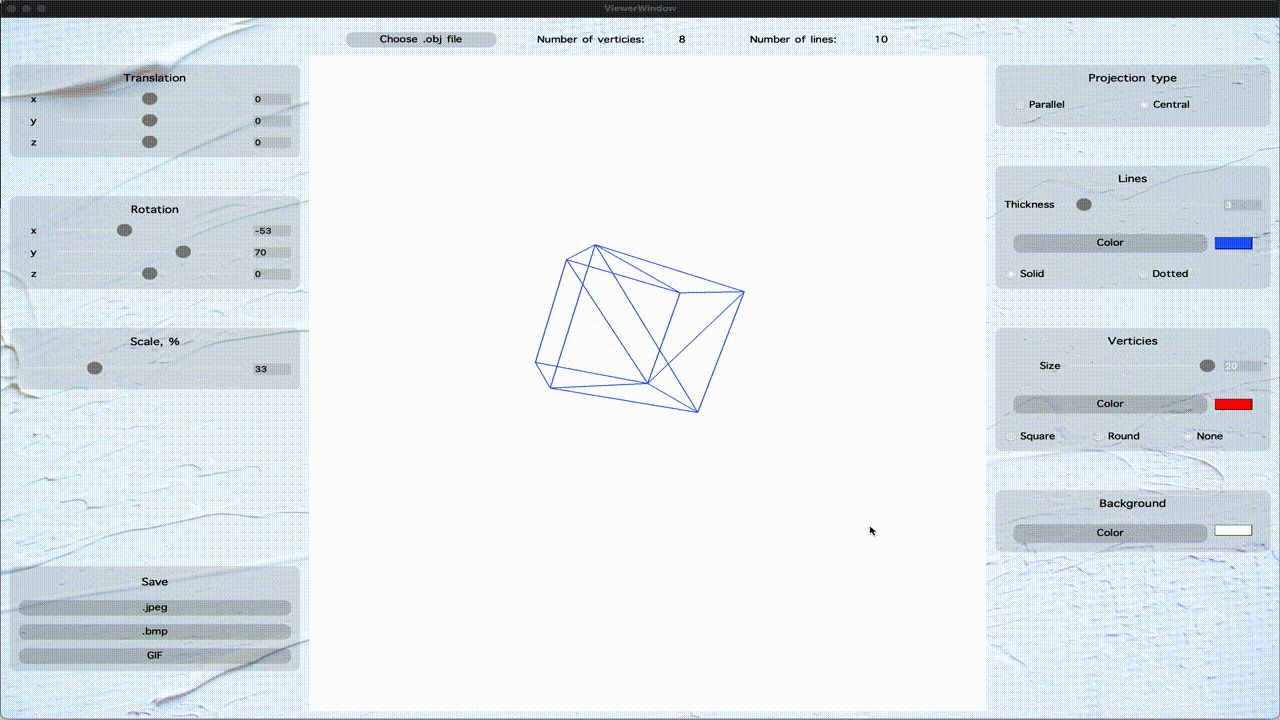 ViewerWindow
Choose .obj file Number of verticies: 8 Number of lines: 10
Translation
x 0
y 0
z 0
Rotation
x -53
y 70
z 0
Scale, %
33
Save
.jpeg
.bmp
GIF
Projection type
Parallel Central
Lines
Thickness 3
Color
Solid Dotted
Verticies
Size 20
Color
Square Round None
Background
Color